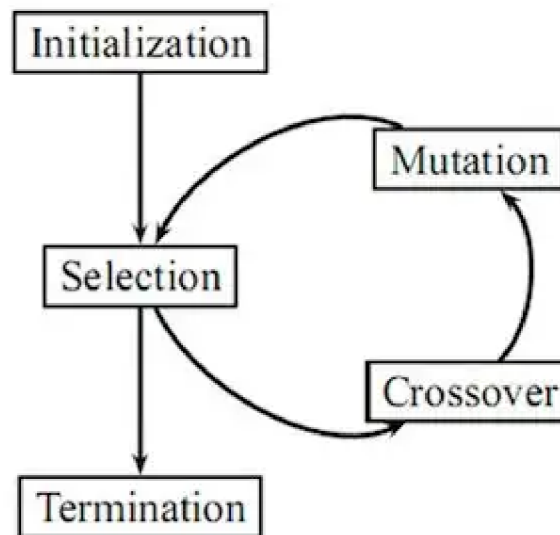 Initialization
Mutation
Selection
Crossover
Termination